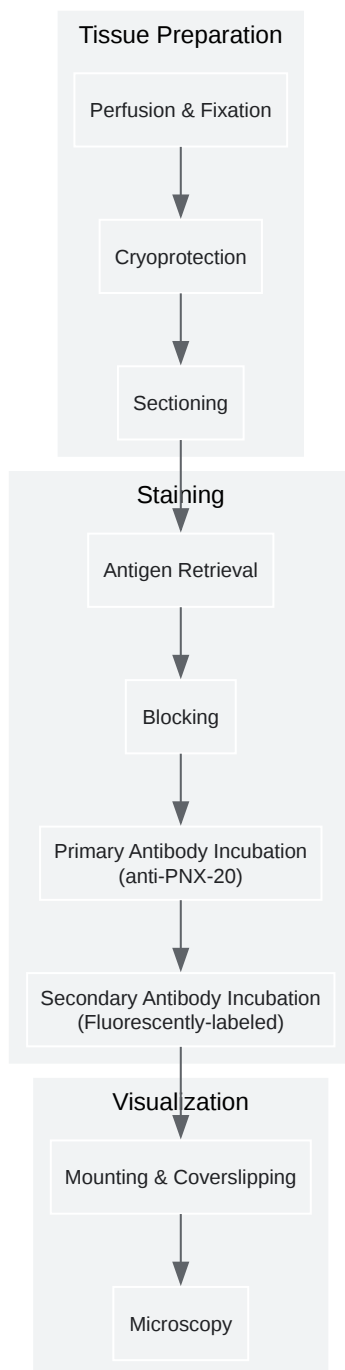 Tissue Preparation
Perfusion & Fixation
Cryoprotection
Sectioning
Staining
Antigen Retrieval
Blocking
Primary Antibody Incubation
(anti-PNX-20)
Secondary Antibody Incubation
(Fluorescently-labeled)
Visualization
Mounting & Coverslipping
Microscopy